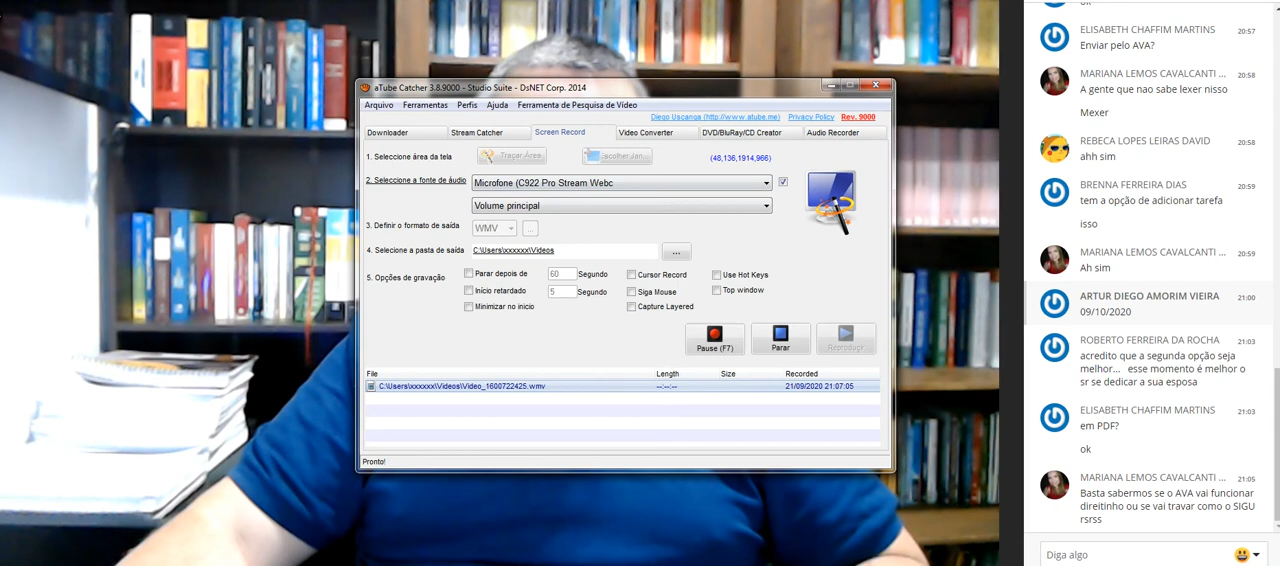 aTube Catcher 3.8.9000 - Studio Suite - DsNET Corp. 2014
Arquivo Ferramentas Perfis Ajuda Ferramenta de Pesquisa de Vídeo
Diego Uscanga (http://www.atube.me) Privacy Policy Rev. 9000
Downloader Stream Catcher Screen Record Video Converter DVD/BluRay/CD Creator Audio Recorder
1. Seleccione área da tela Traçar Área Escolher Jan... (48,136,1914,966)
2. Seleccione a fonte de áudio Microfone (C922 Pro Stream Webc
Volume principal
3. Definir o formato de saída WMV ...
4. Selecione a pasta de saída C:\Users\xxxxxx\Videos ...
5. Opções de gravação Parar depois de 60 Segundo Cursor Record Use Hot Keys
Início retardado 5 Segundo Siga Mouse Top window
Minimizar no inicio Capture Layered
Pause (F7) Parar Reproduzir
File Length Size Recorded
C:\Users\xxxxxx\Videos\Video_1600722425.wmv --:--:-- 21/09/2020 21:07:05
Pronto!
ok
ELISABETH CHAFFIM MARTINS 20:57
Enviar pelo AVA?
MARIANA LEMOS CAVALCANTI ... 20:58
A gente que nao sabe lexer nisso
Mexer
REBECA LOPES LEIRAS DAVID 20:58
ahh sim
BRENNA FERREIRA DIAS 20:59
tem a opção de adicionar tarefa
isso
MARIANA LEMOS CAVALCANTI ... 20:59
Ah sim
ARTUR DIEGO AMORIM VIEIRA 21:00
09/10/2020
ROBERTO FERREIRA DA ROCHA 21:03
acredito que a segunda opção seja
melhor... esse momento é melhor o
sr se dedicar a sua esposa
ELISABETH CHAFFIM MARTINS 21:03
em PDF?
ok
MARIANA LEMOS CAVALCANTI ... 21:05
Basta sabermos se o AVA vai funcionar
direitinho ou se vai travar como o SIGU
rsrss
Diga algo